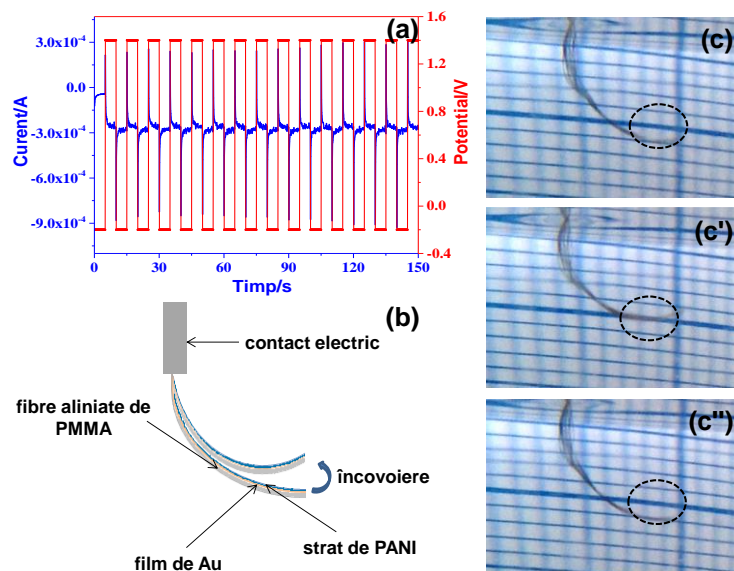 (a)
3.0x10⁻⁴
0.0
-3.0x10⁻⁴
-6.0x10⁻⁴
-9.0x10⁻⁴
Curent/A
1.6
1.2
0.8
0.4
0.0
-0.4
Potential/V
0 30 60 90 120 150
Timp/s
(b)
contact electric
fibre aliniate de
PMMA
încovoiere
strat de PANI
film de Au
(c)
(c')
(c'')